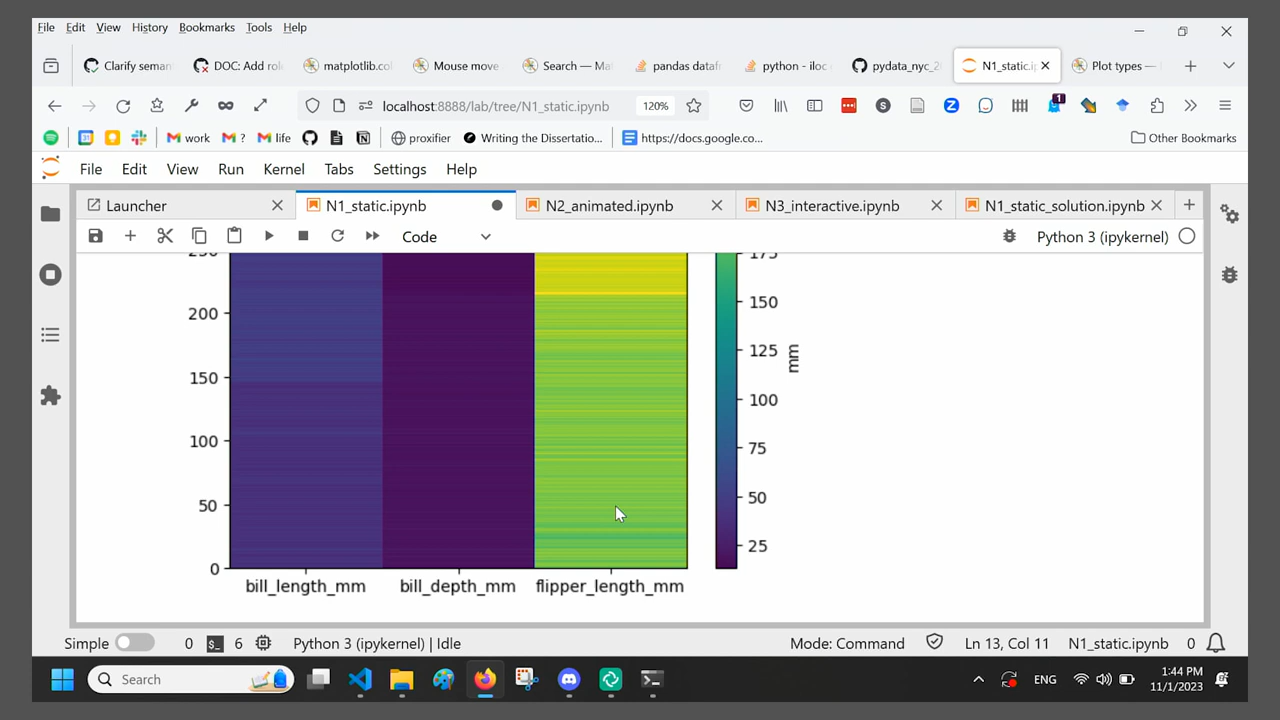 File Edit View History Bookmarks Tools Help
Clarify seman
DOC: Add rol
matplotlib.co
Mouse move
Search — Ma
pandas dataf
python - iloc
pydata_nyc_2
N1_static.i
Plot types —
localhost:8888/lab/tree/N1_static.ipynb 120%
S Z 1
work ? life proxifier Writing the Dissertatio... https://docs.google.co... Other Bookmarks
File Edit View Run Kernel Tabs Settings Help
Launcher N1_static.ipynb N2_animated.ipynb N3_interactive.ipynb N1_static_solution.ipynb
Code Python 3 (ipykernel)
250
200
150
100
50
0
bill_length_mm bill_depth_mm flipper_length_mm
175
150
125
100
75
50
25
mm
Simple 0 $_ 6 Python 3 (ipykernel) | Idle Mode: Command Ln 13, Col 11 N1_static.ipynb 0
Search ENG 1:44 PM
11/1/2023